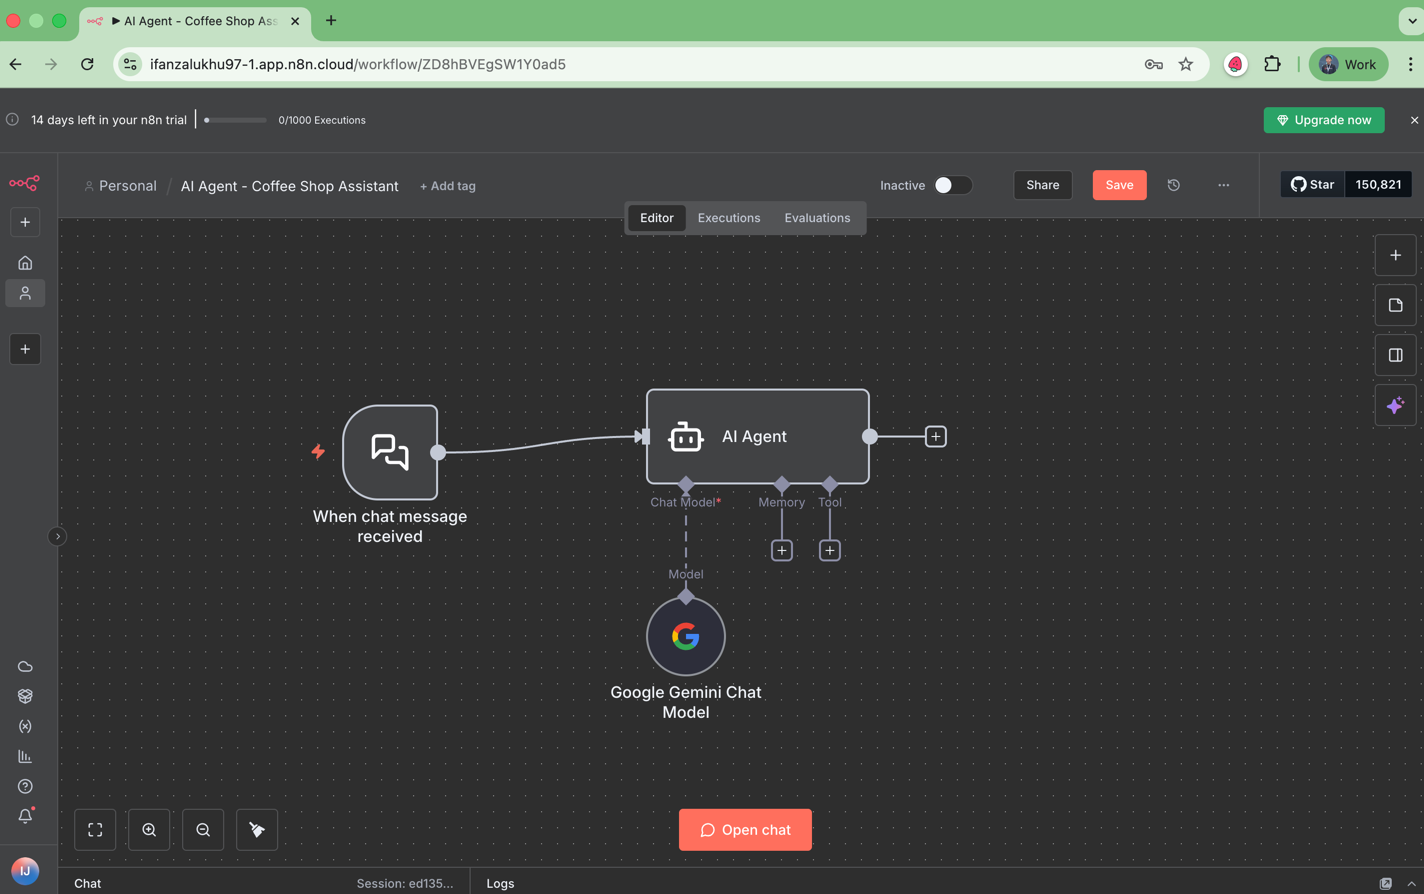 AI Agent - Coffee Shop Ass
ifanzalukhu97-1.app.n8n.cloud/workflow/ZD8hBVEgSW1Y0ad5
Work
14 days left in your n8n trial
0/1000 Executions
Upgrade now
Personal / AI Agent - Coffee Shop Assistant
+ Add tag
Inactive
Share
Save
Star
150,821
Editor
Executions
Evaluations
AI Agent
Chat Model*
Memory
Tool
When chat message
received
Model
Google Gemini Chat
Model
Open chat
IJ
Chat
Session: ed135...
Logs